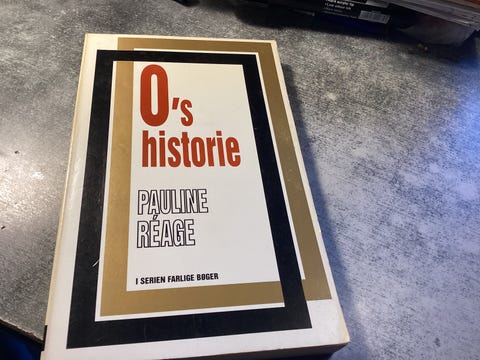 O's
historie
PAULINE
RÉAGE
I SERIEN FARLIGE BØGER